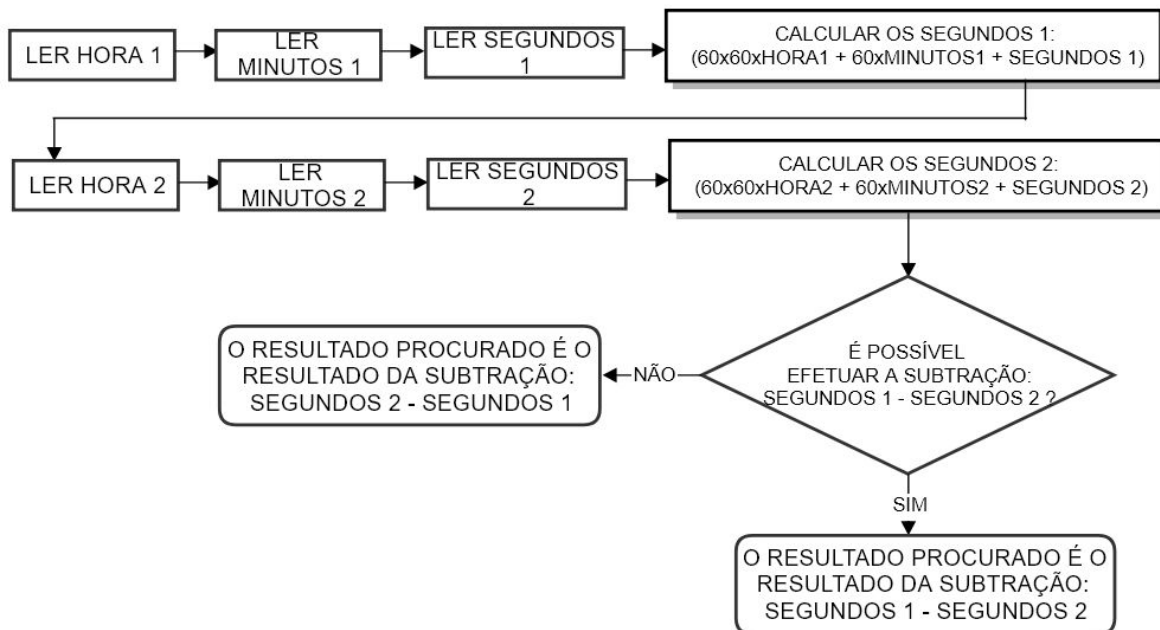 LER HORA 1
LER
MINUTOS 1
LER SEGUNDOS
1
CALCULAR OS SEGUNDOS 1:
(60x60xHORA1 + 60xMINUTOS1 + SEGUNDOS 1)
LER HORA 2
LER
MINUTOS 2
LER SEGUNDOS
2
CALCULAR OS SEGUNDOS 2:
(60x60xHORA2 + 60xMINUTOS2 + SEGUNDOS 2)
É POSSÍVEL
EFETUAR A SUBTRAÇÃO:
SEGUNDOS 1 - SEGUNDOS 2 ?
NÃO
O RESULTADO PROCURADO É O
RESULTADO DA SUBTRAÇÃO:
SEGUNDOS 2 - SEGUNDOS 1
SIM
O RESULTADO PROCURADO É O
RESULTADO DA SUBTRAÇÃO:
SEGUNDOS 1 - SEGUNDOS 2